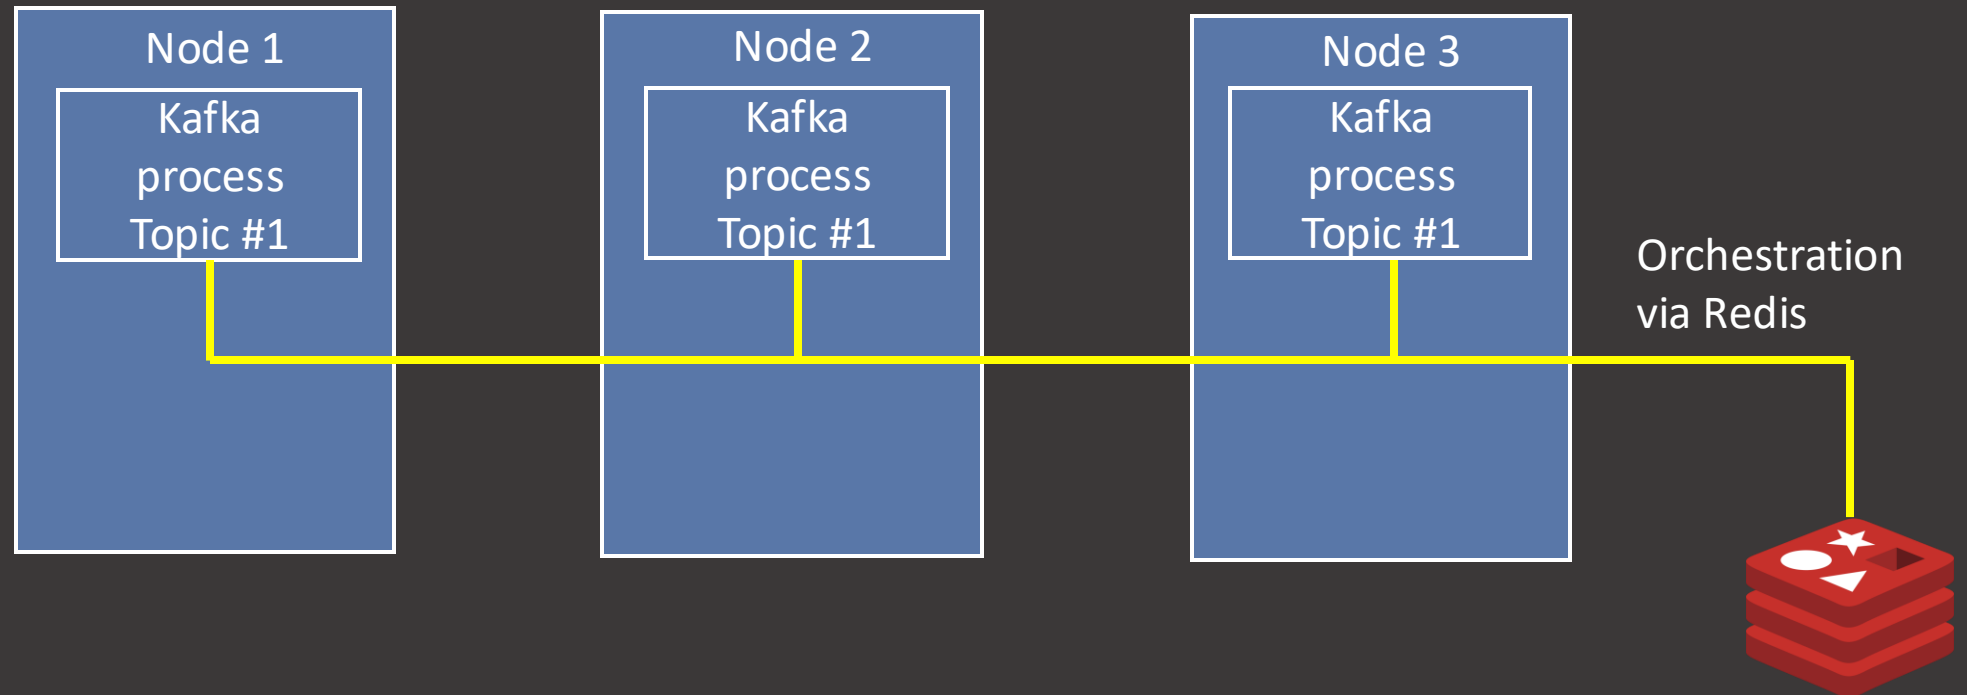 Node 1
Kafka
process
Topic #1
Node 2
Kafka
process
Topic #1
Node 3
Kafka
process
Topic #1
Orchestration
via Redis